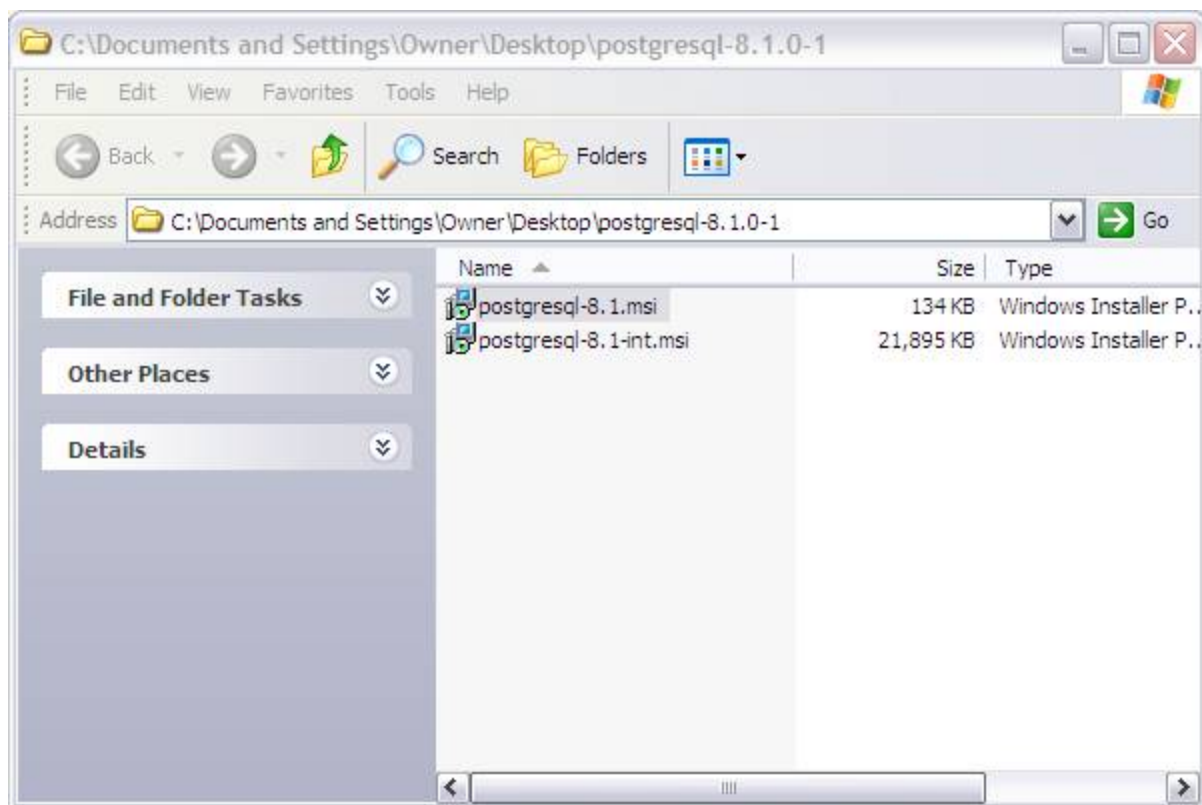 C:\Documents and Settings\Owner\Desktop\postgresql-8.1.0-1
File Edit View Favorites Tools Help
Back Search Folders
Address C:\Documents and Settings\Owner\Desktop\postgresql-8.1.0-1 Go
Name Size Type
File and Folder Tasks
postgresql-8.1.msi 134 KB Windows Installer P...
postgresql-8.1-int.msi 21,895 KB Windows Installer P...
Other Places
Details